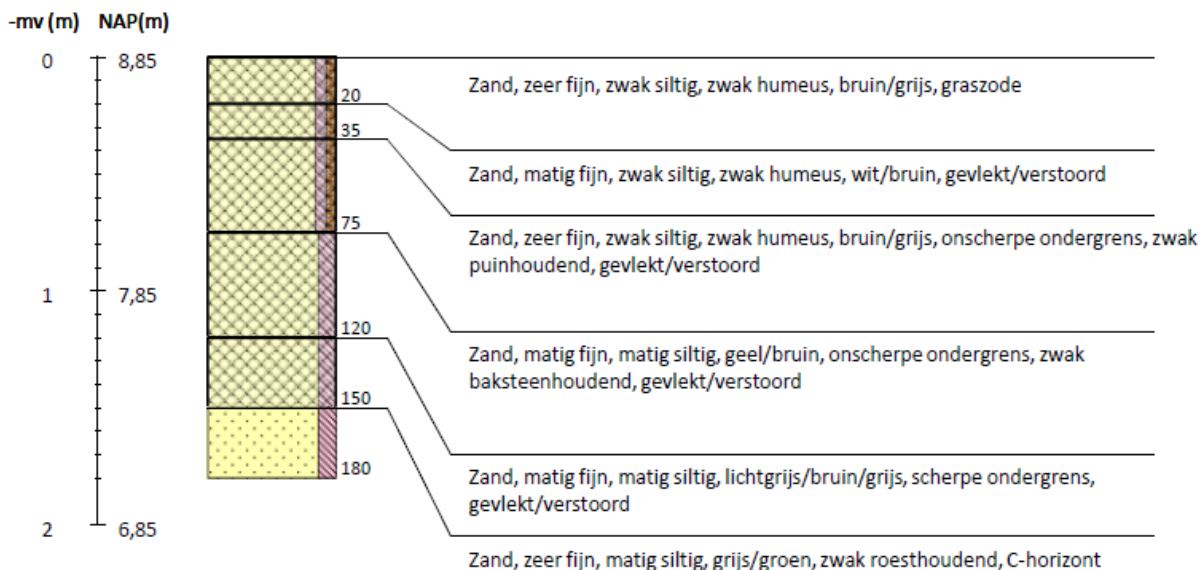 -mv (m) NAP(m)
0 8,85
Zand, zeer fijn, zwak siltig, zwak humeus, bruin/grijs, graszode
20
35
Zand, matig fijn, zwak siltig, zwak humeus, wit/bruin, gevlekt/verstoord
75
Zand, zeer fijn, zwak siltig, zwak humeus, bruin/grijs, onscherpe ondergrens, zwak
puinhoudend, gevlekt/verstoord
1 7,85
120
Zand, matig fijn, matig siltig, geel/bruin, onscherpe ondergrens, zwak
baksteenhoudend, gevlekt/verstoord
150
180
Zand, matig fijn, matig siltig, lichtgrijs/bruin/grijs, scherpe ondergrens,
gevlekt/verstoord
2 6,85
Zand, zeer fijn, matig siltig, grijs/groen, zwak roesthoudend, C-horizont